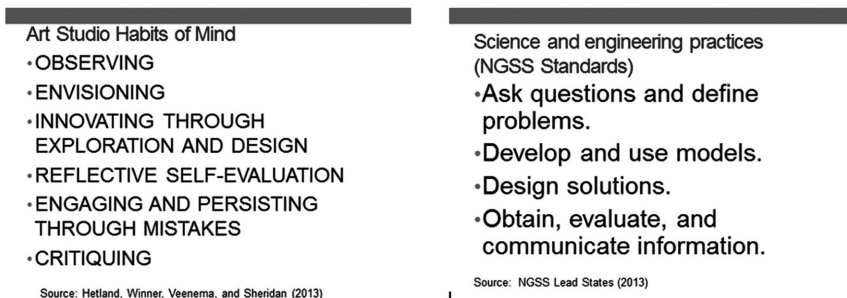 Art Studio Habits of Mind
•OBSERVING
•ENVISIONING
•INNOVATING THROUGH
EXPLORATION AND DESIGN
•REFLECTIVE SELF-EVALUATION
•ENGAGING AND PERSISTING
THROUGH MISTAKES
•CRITIQUING
Source: Hetland, Winner, Veenema, and Sheridan (2013)
Science and engineering practices
(NGSS Standards)
•Ask questions and define
problems.
•Develop and use models.
•Design solutions.
•Obtain, evaluate, and
communicate information.
Source: NGSS Lead States (2013)